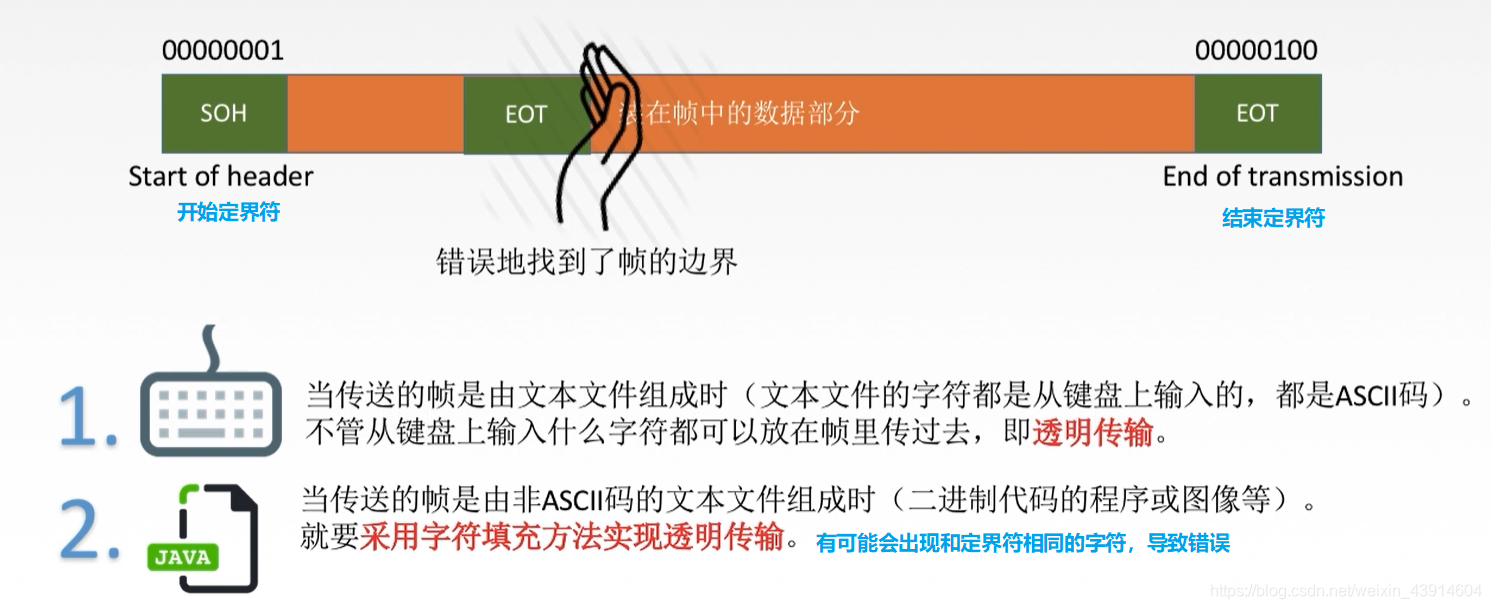 00000001
00000100
SOH
EOT
装在帧中的数据部分
EOT
Start of header
End of transmission
开始定界符
结束定界符
错误地找到了帧的边界
1.
当传送的帧是由文本文件组成时（文本文件的字符都是从键盘上输入的，都是ASCII码）。
不管从键盘上输入什么字符都可以放在帧里传过去，即透明传输。
2.
JAVA
当传送的帧是由非ASCII码的文本文件组成时（二进制代码的程序或图像等）。
就要采用字符填充方法实现透明传输。 有可能会出现和定界符相同的字符，导致错误
https://blog.csdn.net/weixin_43914604